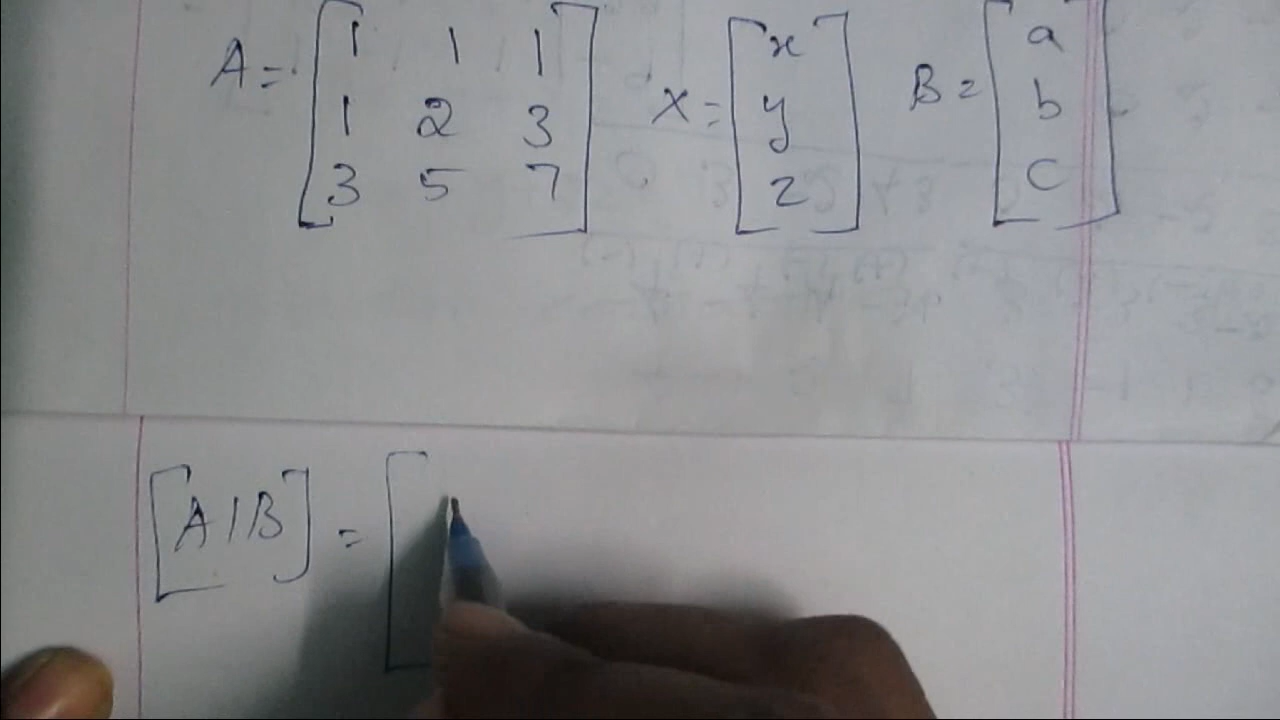 A = [1 1 1
1 2 3
3 5 7]
X = [x
y
z]
B = [a
b
c]
[A|B] = [